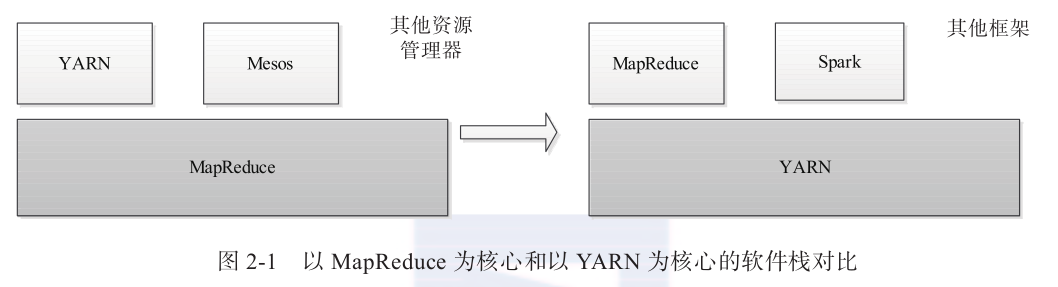 YARN
Mesos
其他资源
管理器
MapReduce
MapReduce
Spark
其他框架
YARN
图 2-1 以 MapReduce 为核心和以 YARN 为核心的软件栈对比